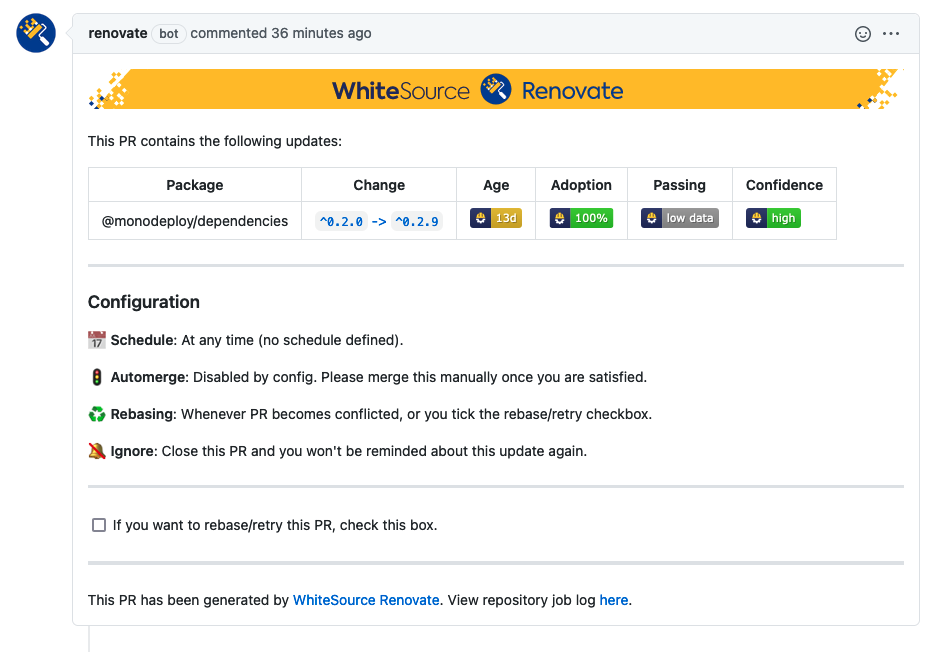 renovate bot commented 36 minutes ago
WhiteSource Renovate
This PR contains the following updates:
Package Change Age Adoption Passing Confidence
@monodeploy/dependencies ^0.2.0 -> ^0.2.9 13d 100% low data high
Configuration
17 Schedule: At any time (no schedule defined).
Automerge: Disabled by config. Please merge this manually once you are satisfied.
Rebasing: Whenever PR becomes conflicted, or you tick the rebase/retry checkbox.
Ignore: Close this PR and you won't be reminded about this update again.
If you want to rebase/retry this PR, check this box.
This PR has been generated by WhiteSource Renovate. View repository job log here.